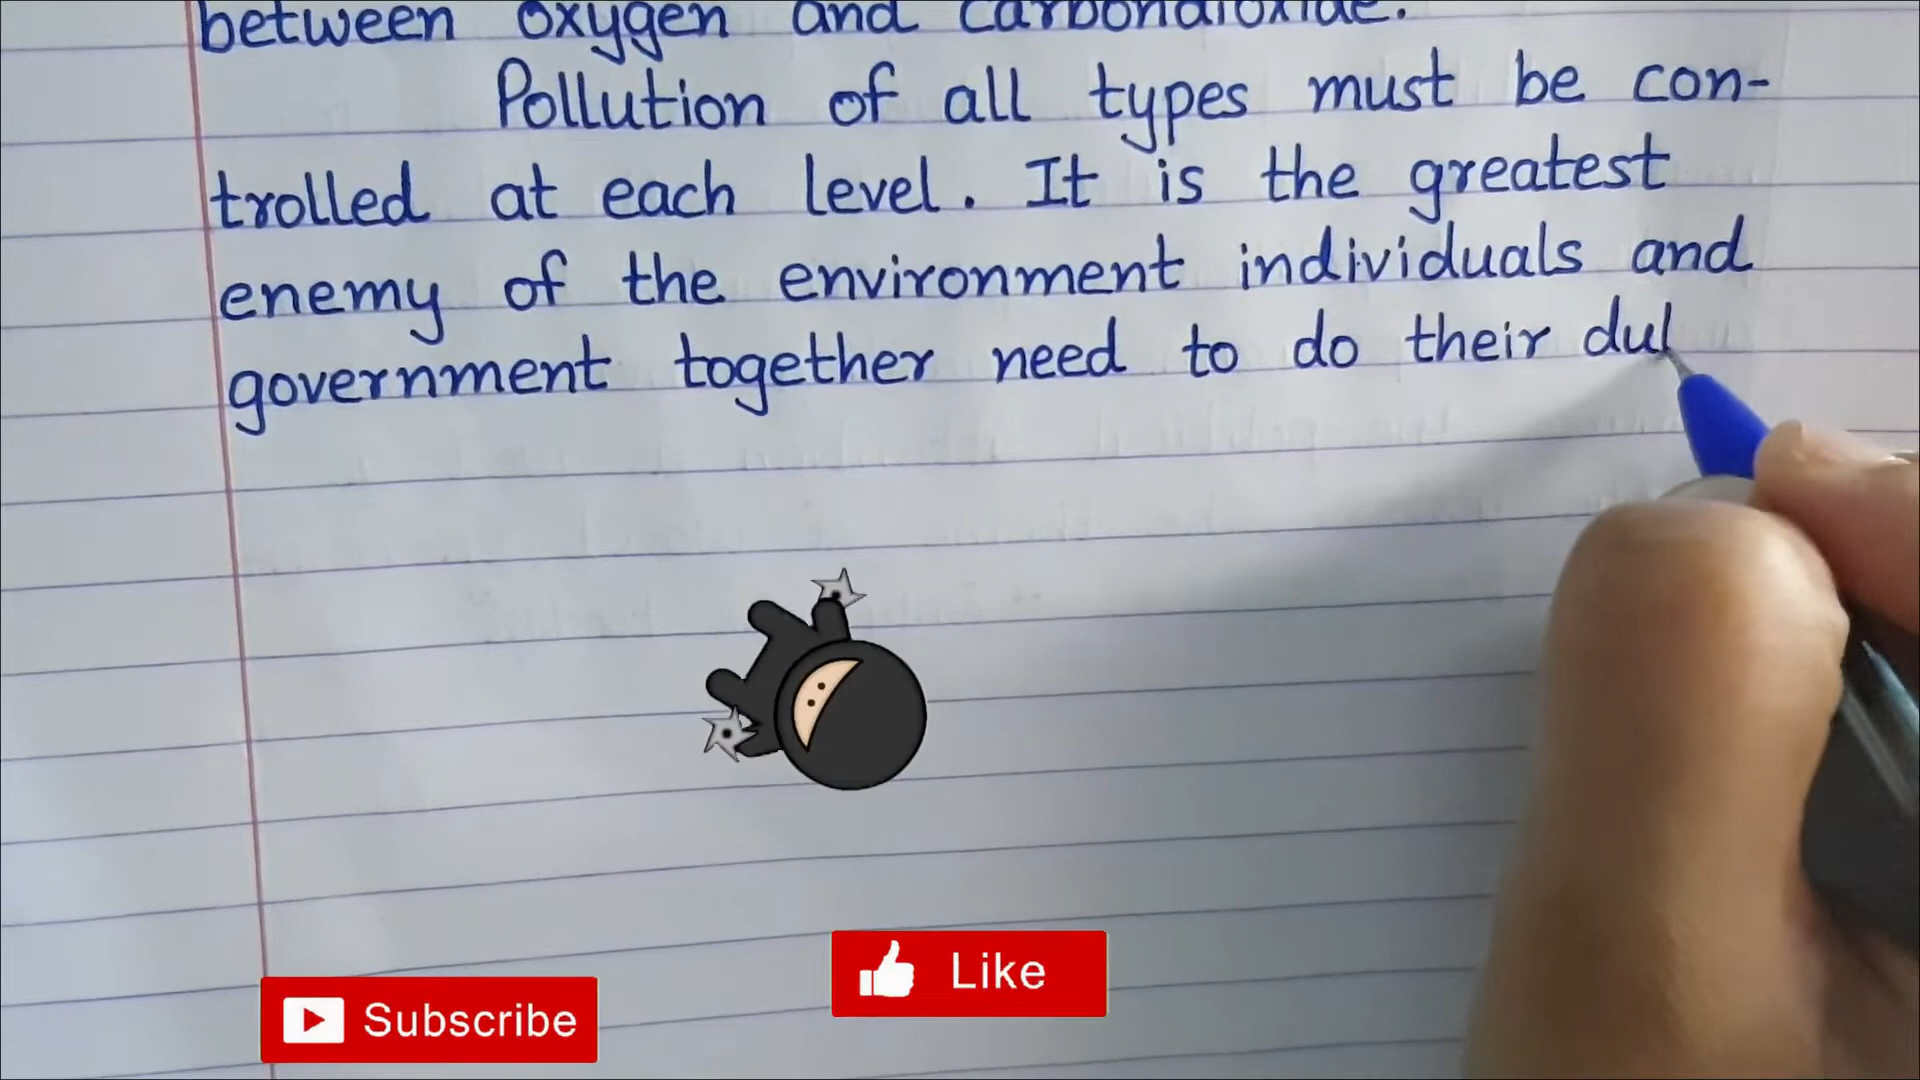 between oxygen and carbondioxide.
Pollution of all types must be con-
trolled at each level. It is the greatest
enemy of the environment individuals and
government together need to do their
Like
Subscribe